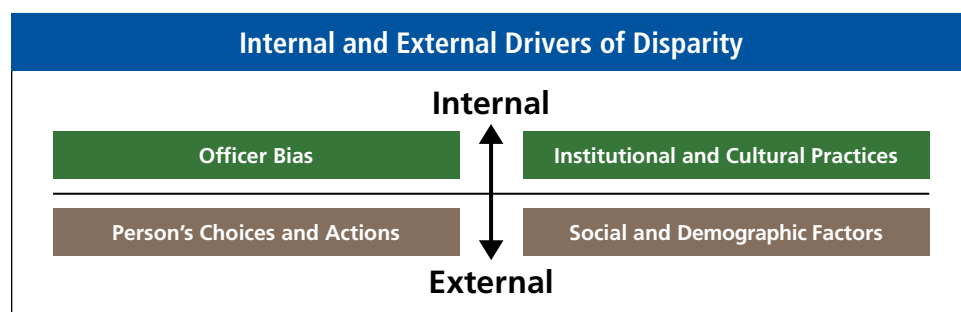 Internal and External Drivers of Disparity
Internal
Officer Bias
Institutional and Cultural Practices
Person’s Choices and Actions
Social and Demographic Factors
External